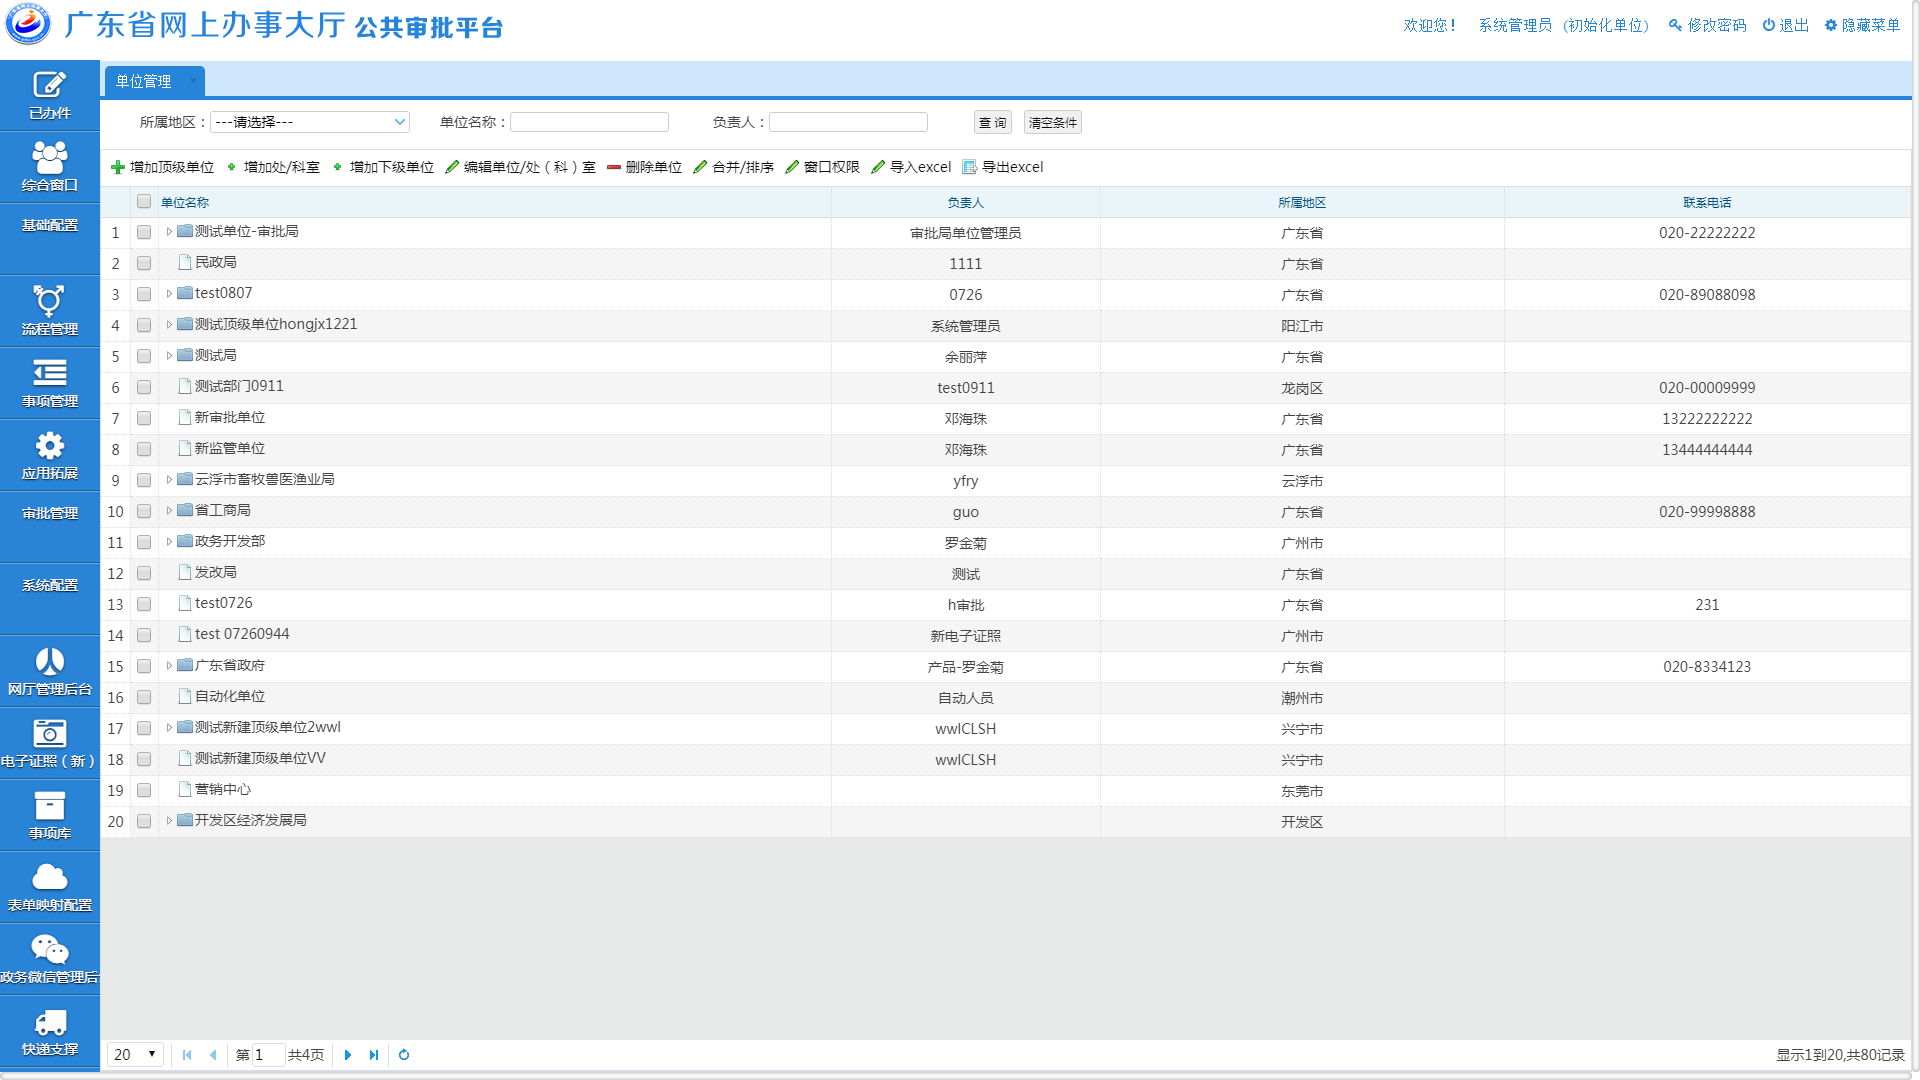 广东省网上办事大厅 公共审批平台
欢迎您！ 系统管理员 (初始化单位) 修改密码 退出 隐藏菜单
已办件
综合窗口
基础配置
流程管理
事项管理
应用拓展
审批管理
系统配置
网厅管理后台
电子证照（新）
事项库
表单映射配置
政务微信管理后
快递支撑
单位管理 ×
所属地区： ---请选择--- 单位名称： 负责人： 查 询 清空条件
增加顶级单位 增加处/科室 增加下级单位 编辑单位/处（科）室 删除单位 合并/排序 窗口权限 导入excel 导出excel
单位名称 负责人 所属地区 联系电话
1 测试单位-审批局 审批局单位管理员 广东省 020-22222222
2 民政局 1111 广东省
3 test0807 0726 广东省 020-89088098
4 测试顶级单位hongjx1221 系统管理员 阳江市
5 测试局 余丽萍 广东省
6 测试部门0911 test0911 龙岗区 020-00009999
7 新审批单位 邓海珠 广东省 13222222222
8 新监管单位 邓海珠 广东省 13444444444
9 云浮市畜牧兽医渔业局 yfry 云浮市
10 省工商局 guo 广东省 020-99998888
11 政务开发部 罗金菊 广州市
12 发改局 测试 广东省
13 test0726 h审批 广东省 231
14 test 07260944 新电子证照 广州市
15 广东省政府 产品-罗金菊 广东省 020-8334123
16 自动化单位 自动人员 潮州市
17 测试新建顶级单位2wwl wwlCLSH 兴宁市
18 测试新建顶级单位VV wwlCLSH 兴宁市
19 营销中心 东莞市
20 开发区经济发展局 开发区
20 第 1 共4页 显示1到20,共80记录